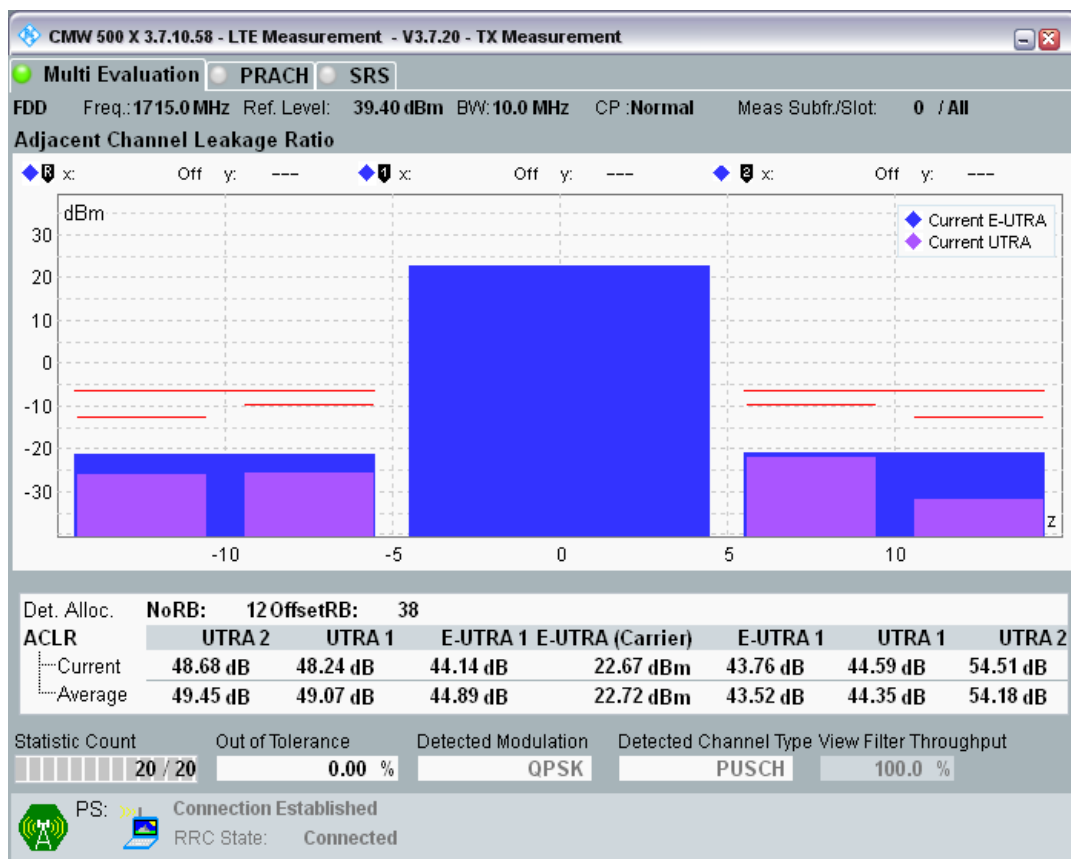 CMW 500 X 3.7.10.58 - LTE Measurement - V3.7.20 - TX Measurement
Multi Evaluation PRACH SRS
FDD Freq.:1715.0 MHz Ref. Level: 39.40 dBm BW:10.0 MHz CP :Normal Meas Subfr./Slot: 0 / All
Adjacent Channel Leakage Ratio
R x: Off y: --- 1 x: Off y: --- 2 x: Off y: ---
dBm
Current E-UTRA
Current UTRA
30
20
10
0
-10
-20
-30
z
-10 -5 0 5 10
Det. Alloc. NoRB: 12 OffsetRB: 38
ACLR UTRA 2 UTRA 1 E-UTRA 1 E-UTRA (Carrier) E-UTRA 1 UTRA 1 UTRA 2
Current 48.68 dB 48.24 dB 44.14 dB 22.67 dBm 43.76 dB 44.59 dB 54.51 dB
Average 49.45 dB 49.07 dB 44.89 dB 22.72 dBm 43.52 dB 44.35 dB 54.18 dB
Statistic Count Out of Tolerance Detected Modulation Detected Channel Type View Filter Throughput
20 / 20 0.00 % QPSK PUSCH 100.0 %
PS: Connection Established
RRC State: Connected